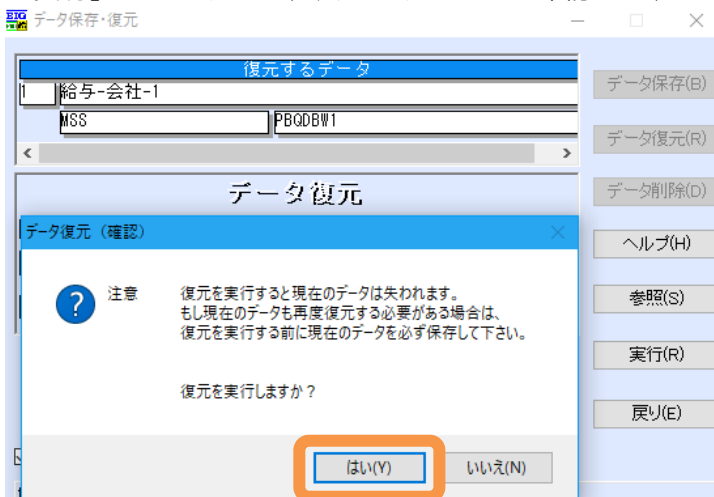 BIG
データ保存・復元
復元するデータ
1 給与-会社-1
MSS PBQDBW1
データ保存(B)
データ復元(R)
データ削除(D)
ヘルプ(H)
参照(S)
実行(R)
戻り(E)
データ復元
データ復元（確認）
注意 復元を実行すると現在のデータは失われます。
もし現在のデータも再度復元する必要がある場合は、
復元を実行する前に現在のデータを必ず保存して下さい。
復元を実行しますか？
はい(Y) いいえ(N)